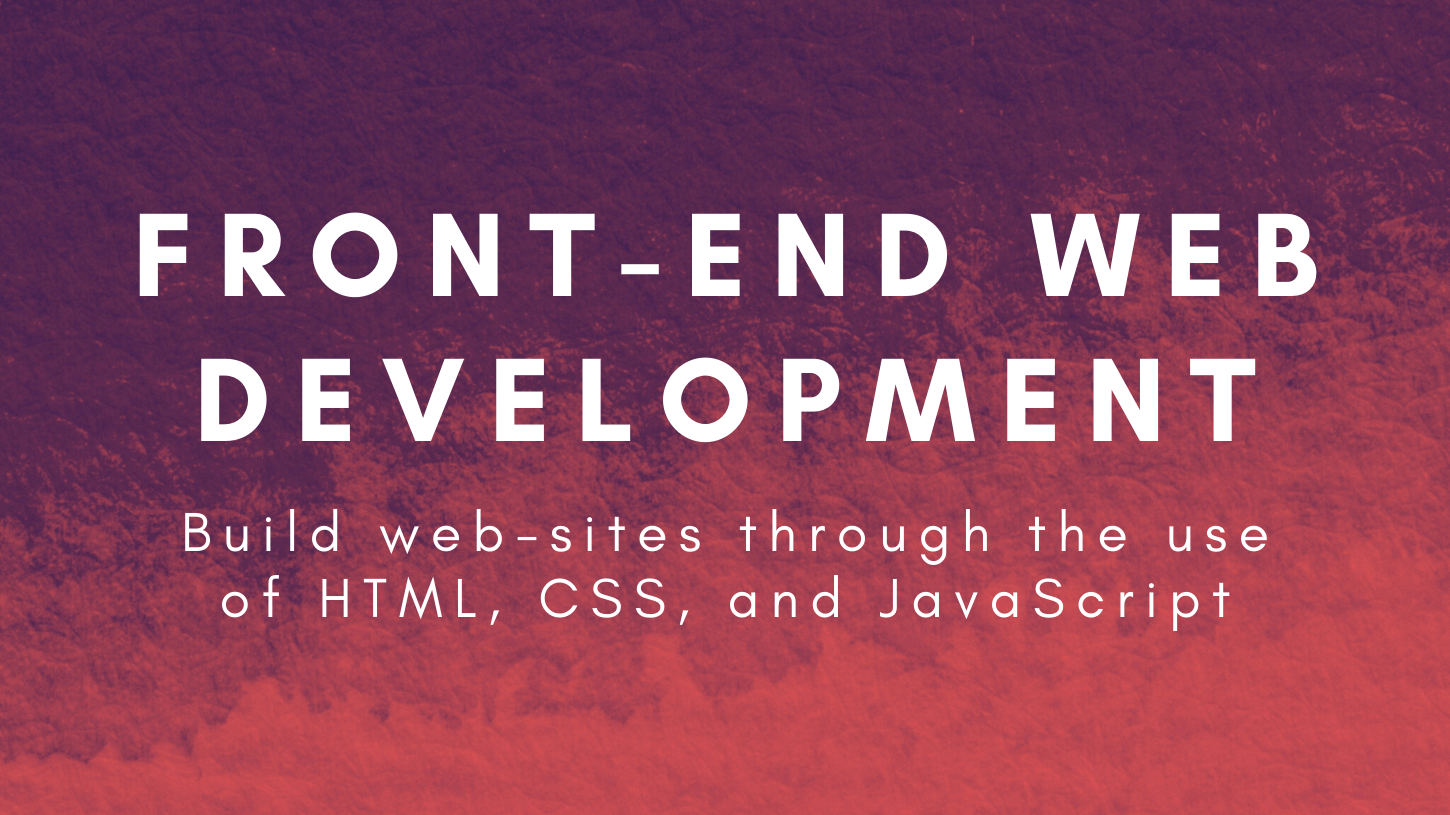 FRONT-END WEB
DEVELOPMENT
Build web-sites through the use
of HTML, CSS, and JavaScript